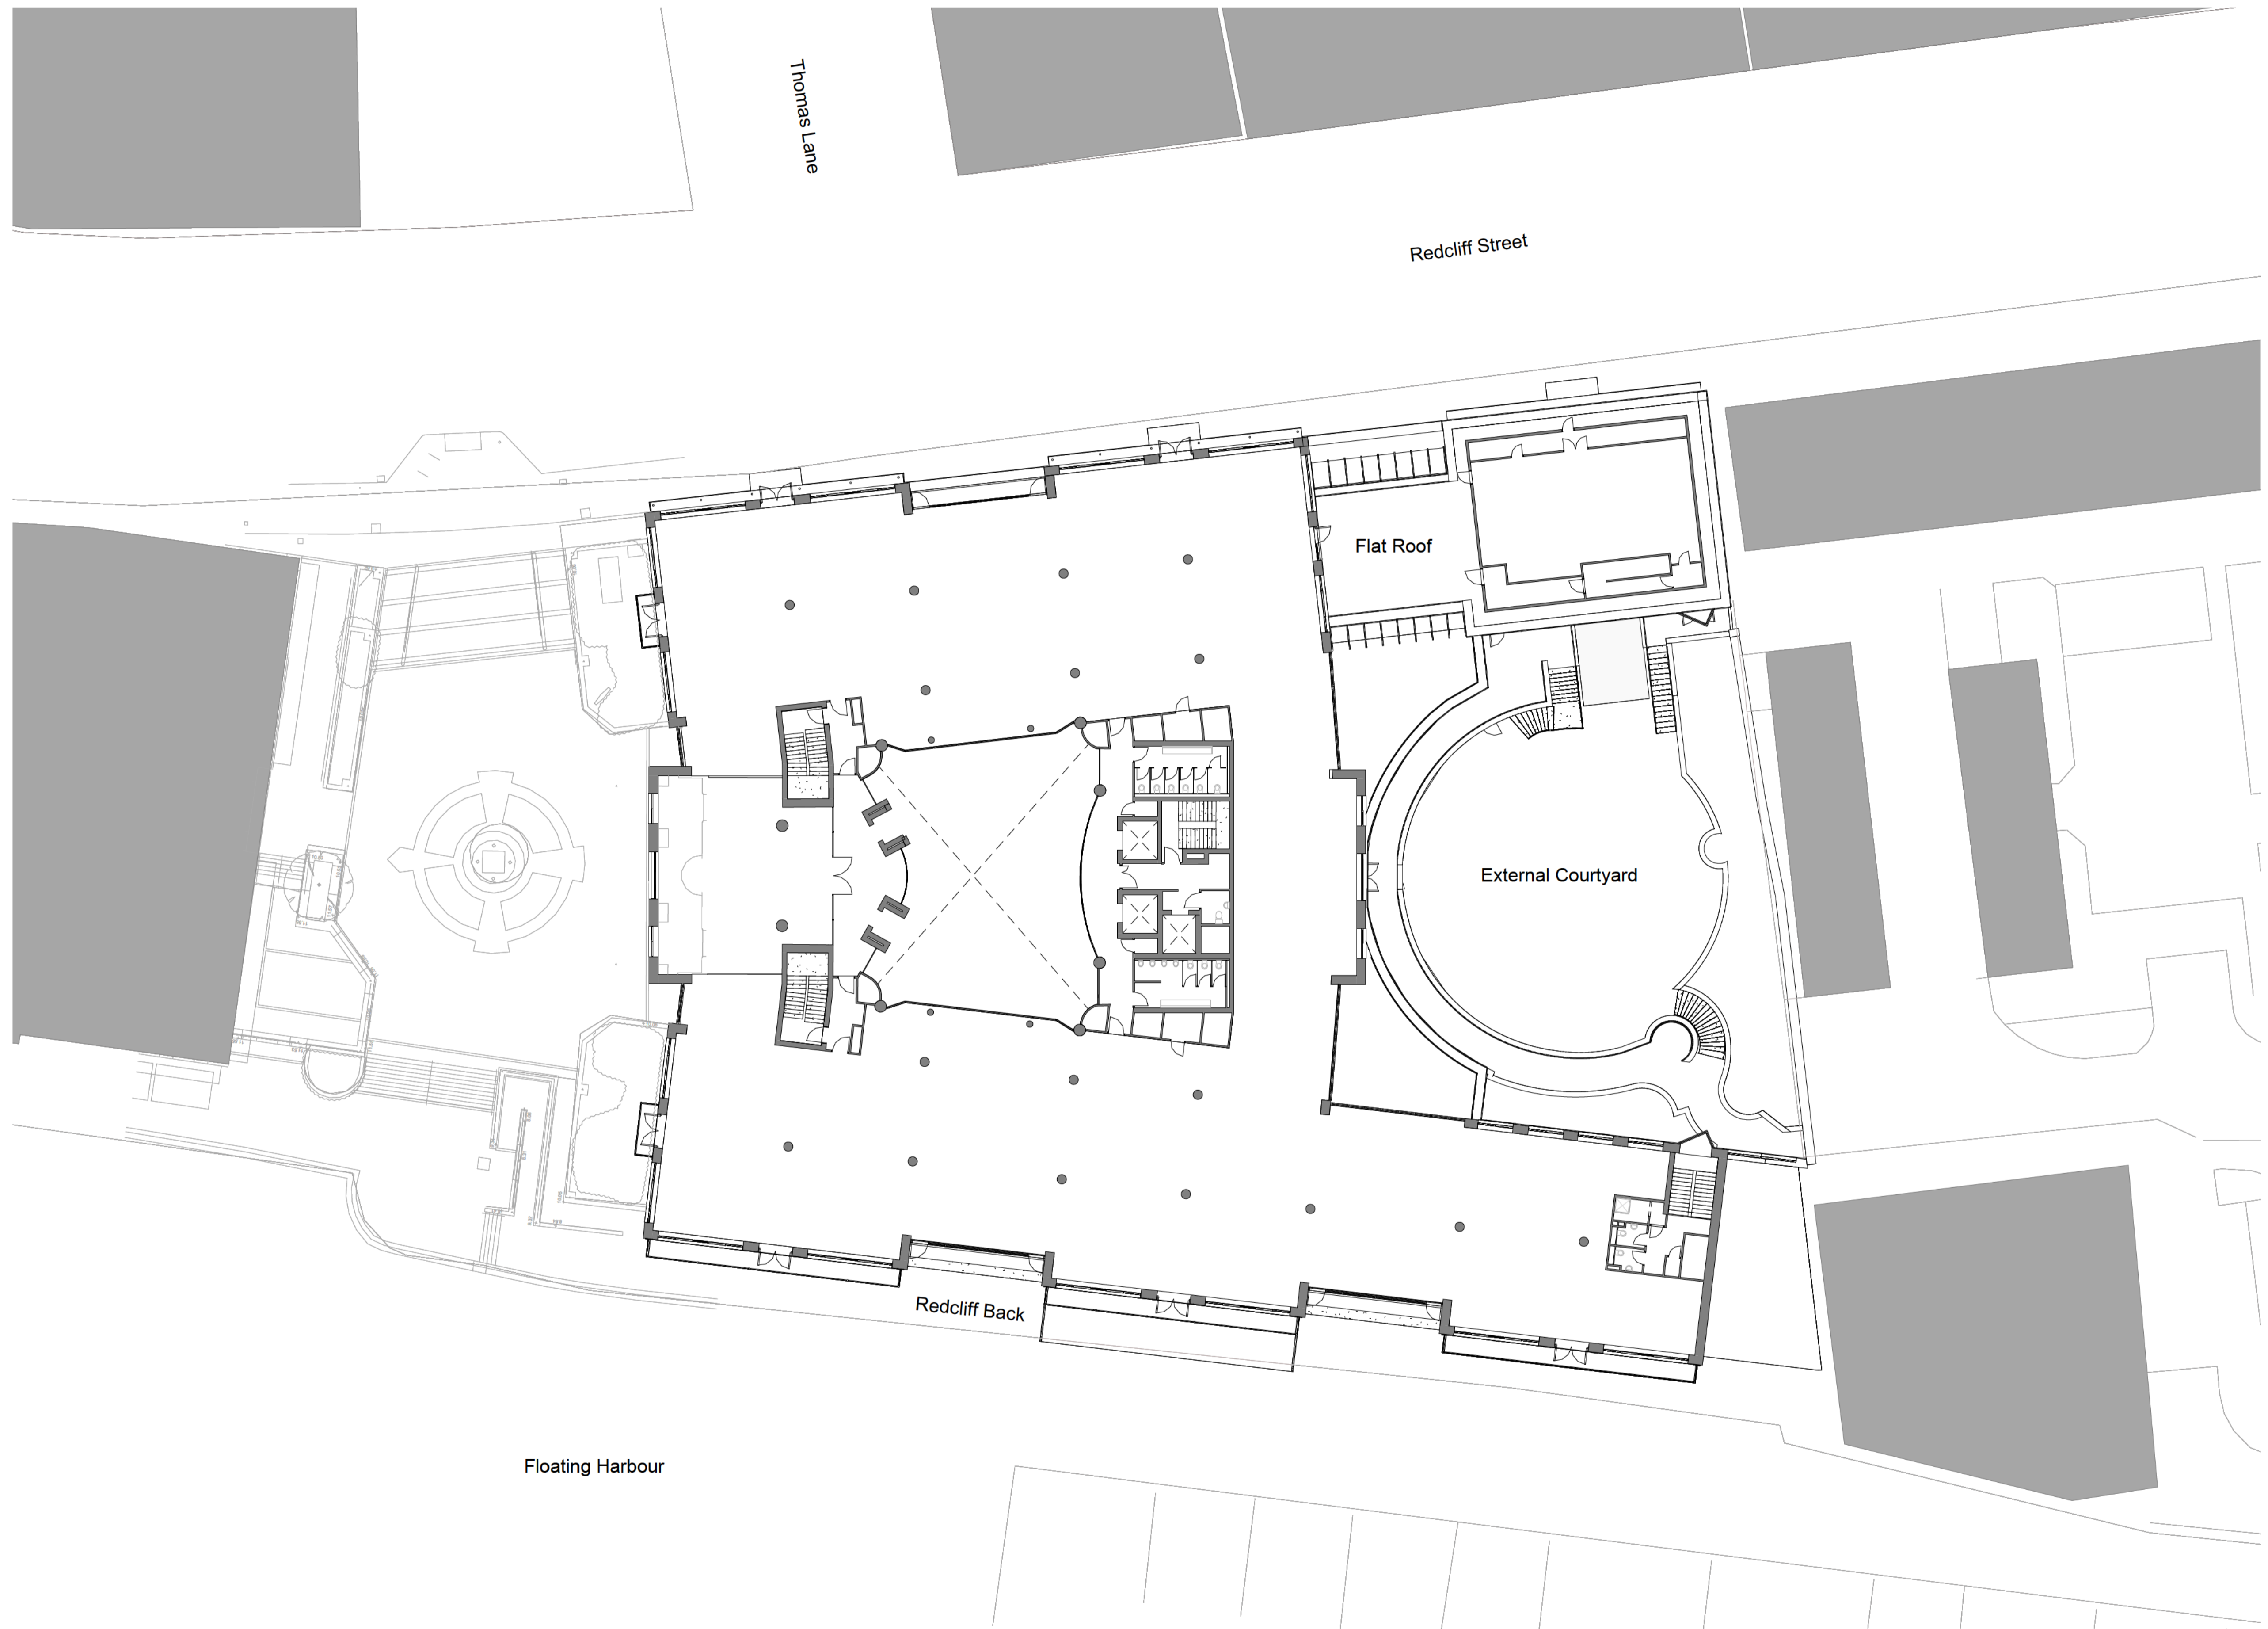 Thomas Lane
Redcliff Street
Flat Roof
External Courtyard
Redcliff Back
Floating Harbour